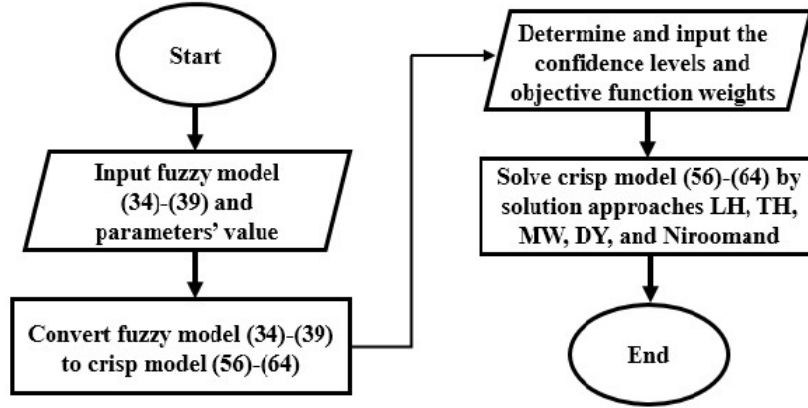 Start
Input fuzzy model
(34)-(39) and
parameters’ value
Convert fuzzy model (34)-(39)
to crisp model (56)-(64)
Determine and input the
confidence levels and
objective function weights
Solve crisp model (56)-(64) by
solution approaches LH, TH,
MW, DY, and Niroomand
End